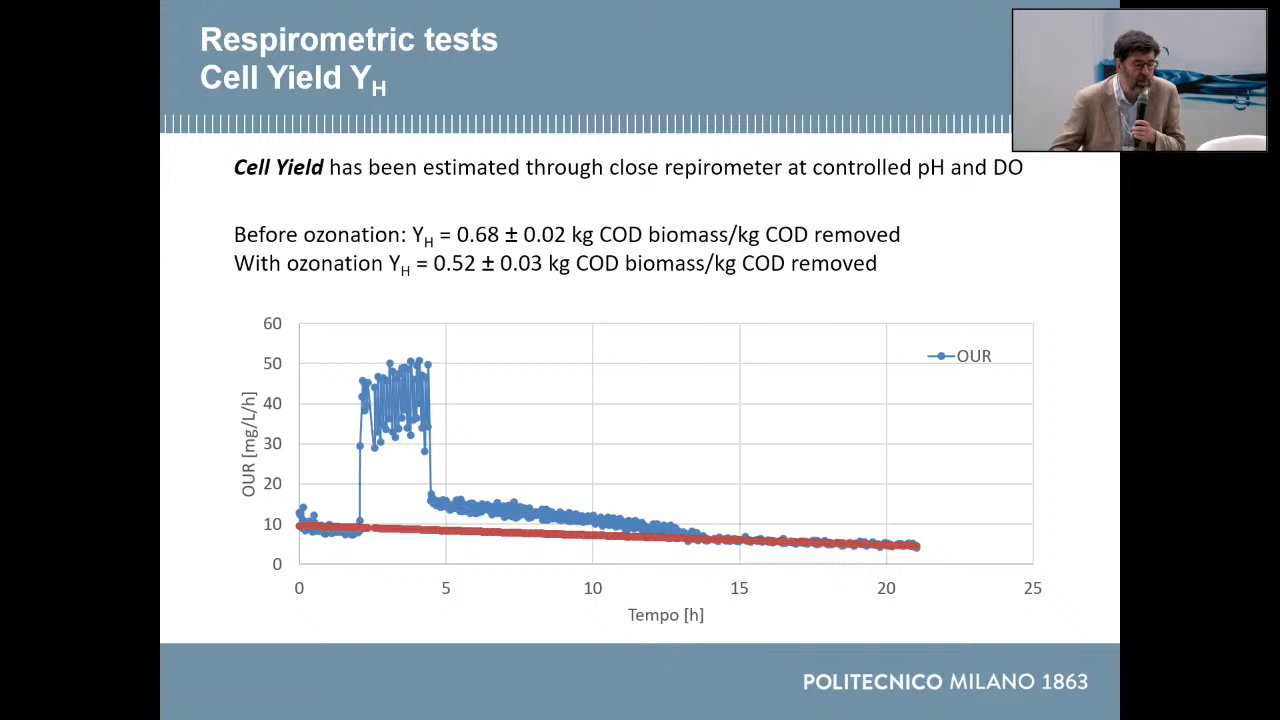 Respirometric tests
Cell Yield YH
Cell Yield has been estimated through close repirometer at controlled pH and DO
Before ozonation: YH = 0.68 ± 0.02 kg COD biomass/kg COD removed
With ozonation YH = 0.52 ± 0.03 kg COD biomass/kg COD removed
60
50
40
30
20
10
0
OUR [mg/L/h]
OUR
0 5 10 15 20 25
Tempo [h]
POLITECNICO MILANO 1863